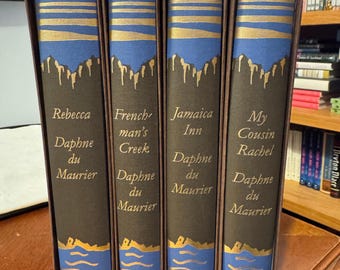 Rebecca
Daphne
du
Maurier
French-
man's
Creek
Daphne
du
Maurier
Jamaica
Inn
Daphne
du
Maurier
My
Cousin
Rachel
Daphne
du
Maurier